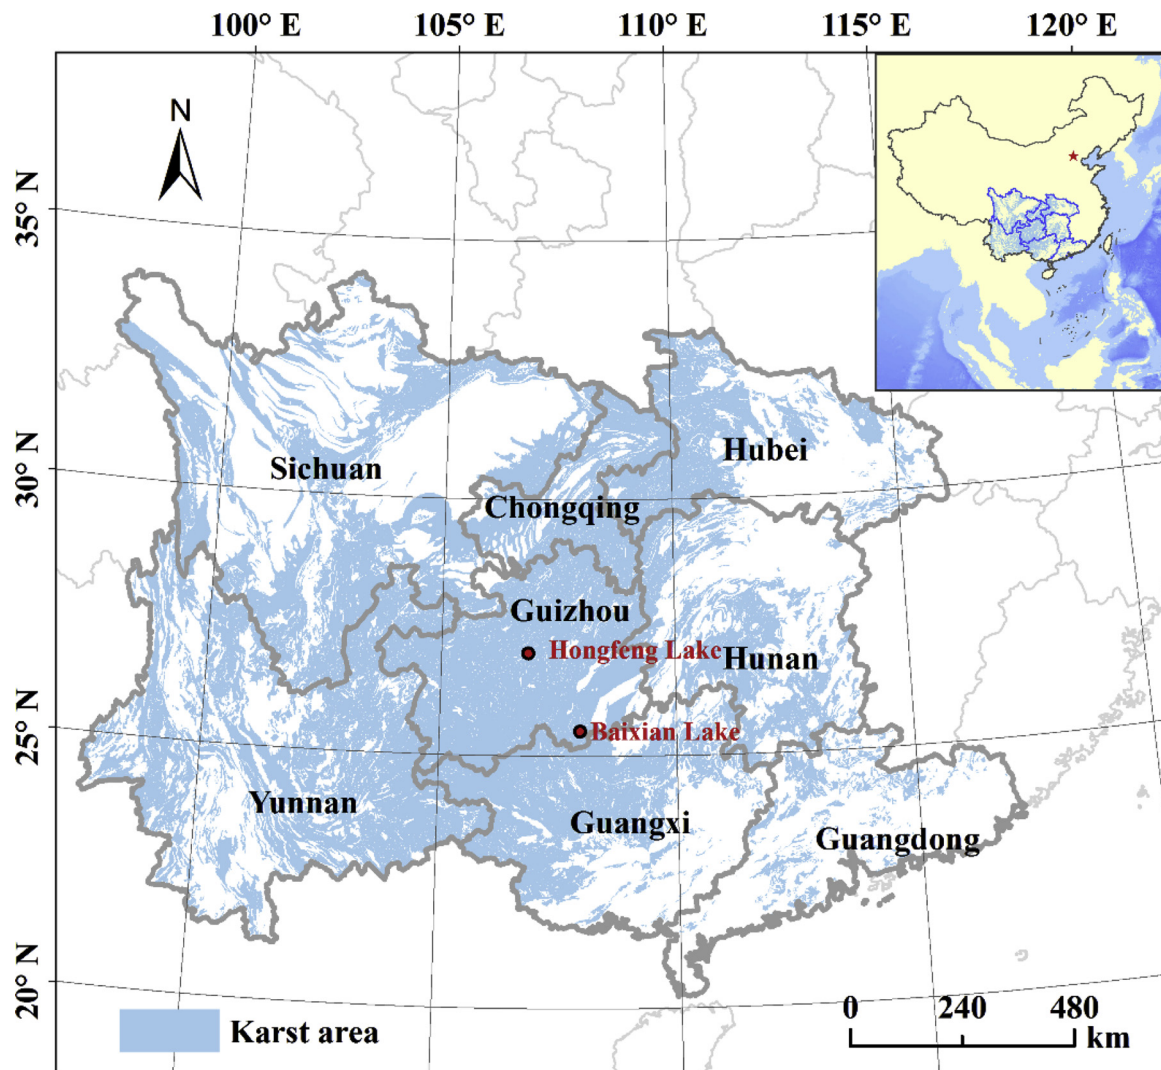 100° E
105° E
110° E
115° E
120° E
N
35° N
30° N
25° N
20° N
Sichuan
Hubei
Chongqing
Guizhou
Hongfeng Lake
Hunan
Baixian Lake
Yunnan
Guangxi
Guangdong
Karst area
0 240 480
km